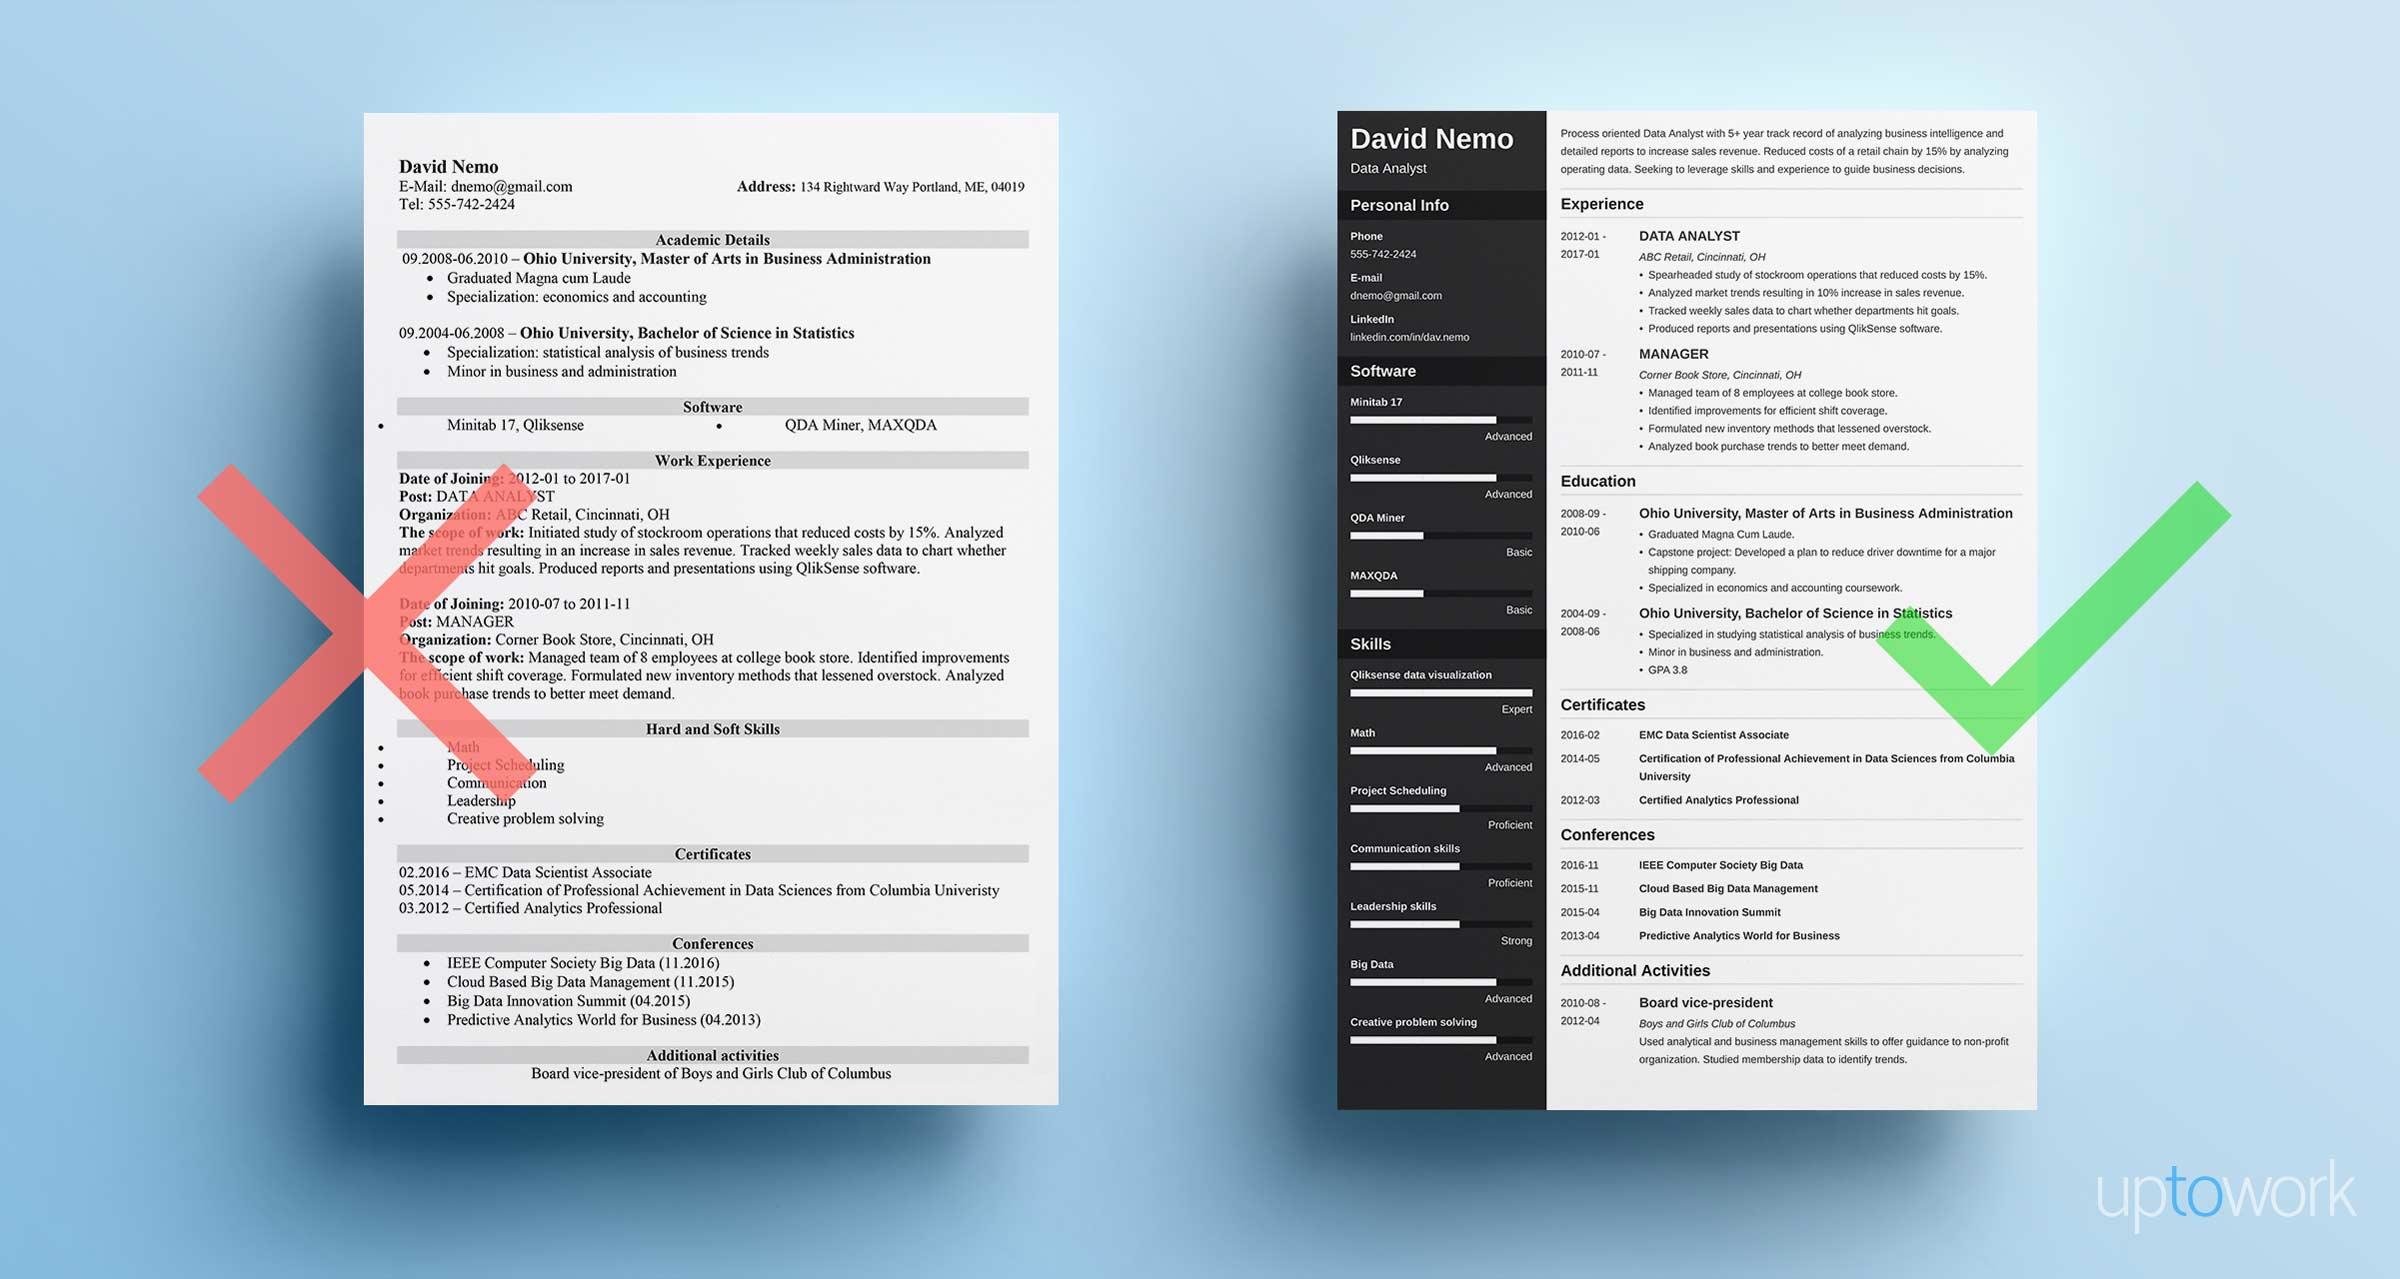 David Nemo
E-Mail: dnemo@gmail.com
Address: 134 Rightward Way Portland, ME, 04019
Tel: 555-742-2424
Academic Details
09.2008-06.2010 – Ohio University, Master of Arts in Business Administration
• Graduated Magna cum Laude
• Specialization: economics and accounting
09.2004-06.2008 – Ohio University, Bachelor of Science in Statistics
• Specialization: statistical analysis of business trends
• Minor in business and administration
Software
• Minitab 17, Qliksense • QDA Miner, MAXQDA
Work Experience
Date of Joining: 2012-01 to 2017-01
Post: DATA ANALYST
Organization: ABC Retail, Cincinnati, OH
The scope of work: Initiated study of stockroom operations that reduced costs by 15%. Analyzed
market trends resulting in an increase in sales revenue. Tracked weekly sales data to chart whether
departments hit goals. Produced reports and presentations using QlikSense software.
Date of Joining: 2010-07 to 2011-11
Post: MANAGER
Organization: Corner Book Store, Cincinnati, OH
The scope of work: Managed team of 8 employees at college book store. Identified improvements
for efficient shift coverage. Formulated new inventory methods that lessened overstock. Analyzed
book purchase trends to better meet demand.
Hard and Soft Skills
• Math
• Project Scheduling
• Communication
• Leadership
• Creative problem solving
Certificates
02.2016 – EMC Data Scientist Associate
05.2014 – Certification of Professional Achievement in Data Sciences from Columbia Univeristy
03.2012 – Certified Analytics Professional
Conferences
• IEEE Computer Society Big Data (11.2016)
• Cloud Based Big Data Management (11.2015)
• Big Data Innovation Summit (04.2015)
• Predictive Analytics World for Business (04.2013)
Additional activities
Board vice-president of Boys and Girls Club of Columbus
David Nemo
Data Analyst
Personal Info
Phone
555-742-2424
E-mail
dnemo@gmail.com
LinkedIn
linkedin.com/in/dav.nemo
Software
Minitab 17
Advanced
Qliksense
Advanced
QDA Miner
Basic
MAXQDA
Basic
Skills
Qliksense data visualization
Expert
Math
Advanced
Project Scheduling
Proficient
Communication skills
Proficient
Leadership skills
Strong
Big Data
Advanced
Creative problem solving
Advanced
Process oriented Data Analyst with 5+ year track record of analyzing business intelligence and
detailed reports to increase sales revenue. Reduced costs of a retail chain by 15% by analyzing
operating data. Seeking to leverage skills and experience to guide business decisions.
Experience
2012-01 - DATA ANALYST
2017-01 ABC Retail, Cincinnati, OH
• Spearheaded study of stockroom operations that reduced costs by 15%.
• Analyzed market trends resulting in 10% increase in sales revenue.
• Tracked weekly sales data to chart whether departments hit goals.
• Produced reports and presentations using QlikSense software.
2010-07 - MANAGER
2011-11 Corner Book Store, Cincinnati, OH
• Managed team of 8 employees at college book store.
• Identified improvements for efficient shift coverage.
• Formulated new inventory methods that lessened overstock.
• Analyzed book purchase trends to better meet demand.
Education
2008-09 - Ohio University, Master of Arts in Business Administration
2010-06 • Graduated Magna Cum Laude.
• Capstone project: Developed a plan to reduce driver downtime for a major
shipping company.
• Specialized in economics and accounting coursework.
2004-09 - Ohio University, Bachelor of Science in Statistics
2008-06 • Specialized in studying statistical analysis of business trends.
• Minor in business and administration.
• GPA 3.8
Certificates
2016-02 EMC Data Scientist Associate
2014-05 Certification of Professional Achievement in Data Sciences from Columbia
University
2012-03 Certified Analytics Professional
Conferences
2016-11 IEEE Computer Society Big Data
2015-11 Cloud Based Big Data Management
2015-04 Big Data Innovation Summit
2013-04 Predictive Analytics World for Business
Additional Activities
2010-08 - Board vice-president
2012-04 Boys and Girls Club of Columbus
Used analytical and business management skills to offer guidance to non-profit
organization. Studied membership data to identify trends.
uptowork